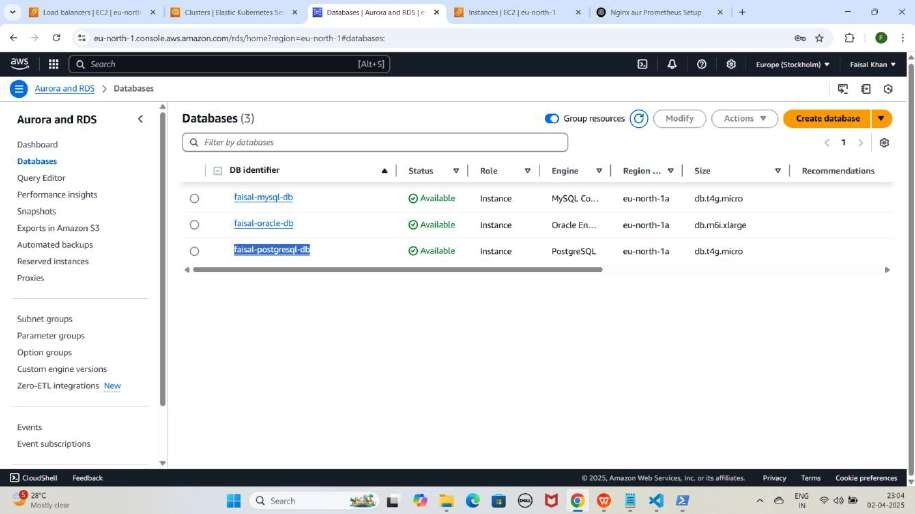 Load balancers | EC2 | eu-north
Clusters | Elastic Kubernetes Se
Databases | Aurora and RDS | e
Instances | EC2 | eu-north-1
Nginx aur Prometheus Setup
eu-north-1.console.aws.amazon.com/rds/home?region=eu-north-1#databases:
F
aws
Search
[Alt+S]
Europe (Stockholm)
Faisal Khan
Aurora and RDS
Databases
Aurora and RDS
Dashboard
Databases
Query Editor
Performance insights
Snapshots
Exports in Amazon S3
Automated backups
Reserved instances
Proxies
Subnet groups
Parameter groups
Option groups
Custom engine versions
Zero-ETL integrations New
Events
Event subscriptions
Databases (3)
Group resources
Modify
Actions
Create database
Filter by databases
1
DB identifier Status Role Engine Region ... Size Recommendations
faisal-mysql-db Available Instance MySQL Co... eu-north-1a db.t4g.micro
faisal-oracle-db Available Instance Oracle En... eu-north-1a db.m6i.xlarge
faisal-postgresql-db Available Instance PostgreSQL eu-north-1a db.t4g.micro
CloudShell Feedback
© 2025, Amazon Web Services, Inc. or its affiliates. Privacy Terms Cookie preferences
5
28°C
Mostly clear
Search
DELL
ENG
IN
23:04
02-04-2025